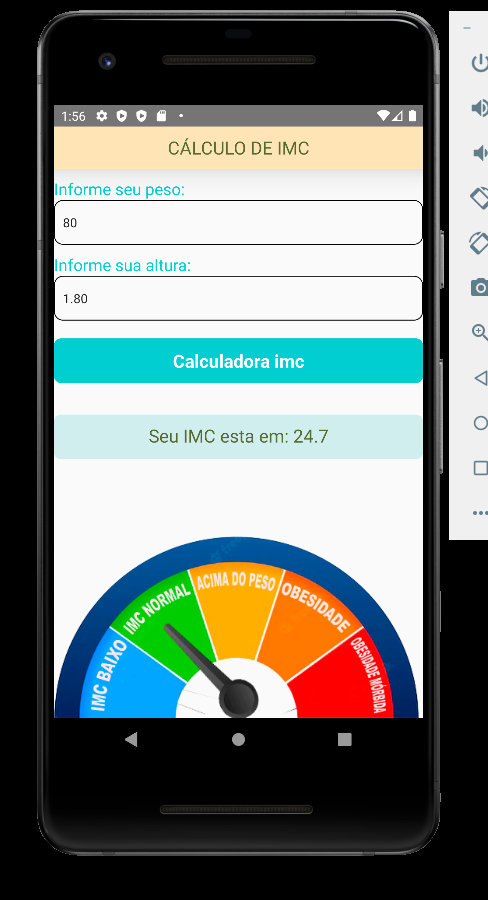 1:56
CÁLCULO DE IMC
Informe seu peso:
80
Informe sua altura:
1.80
Calculadora imc
Seu IMC esta em: 24.7
IMC BAIXO
IMC NORMAL
ACIMA DO PESO
OBESIDADE
OBESIDADE MÓRBIDA